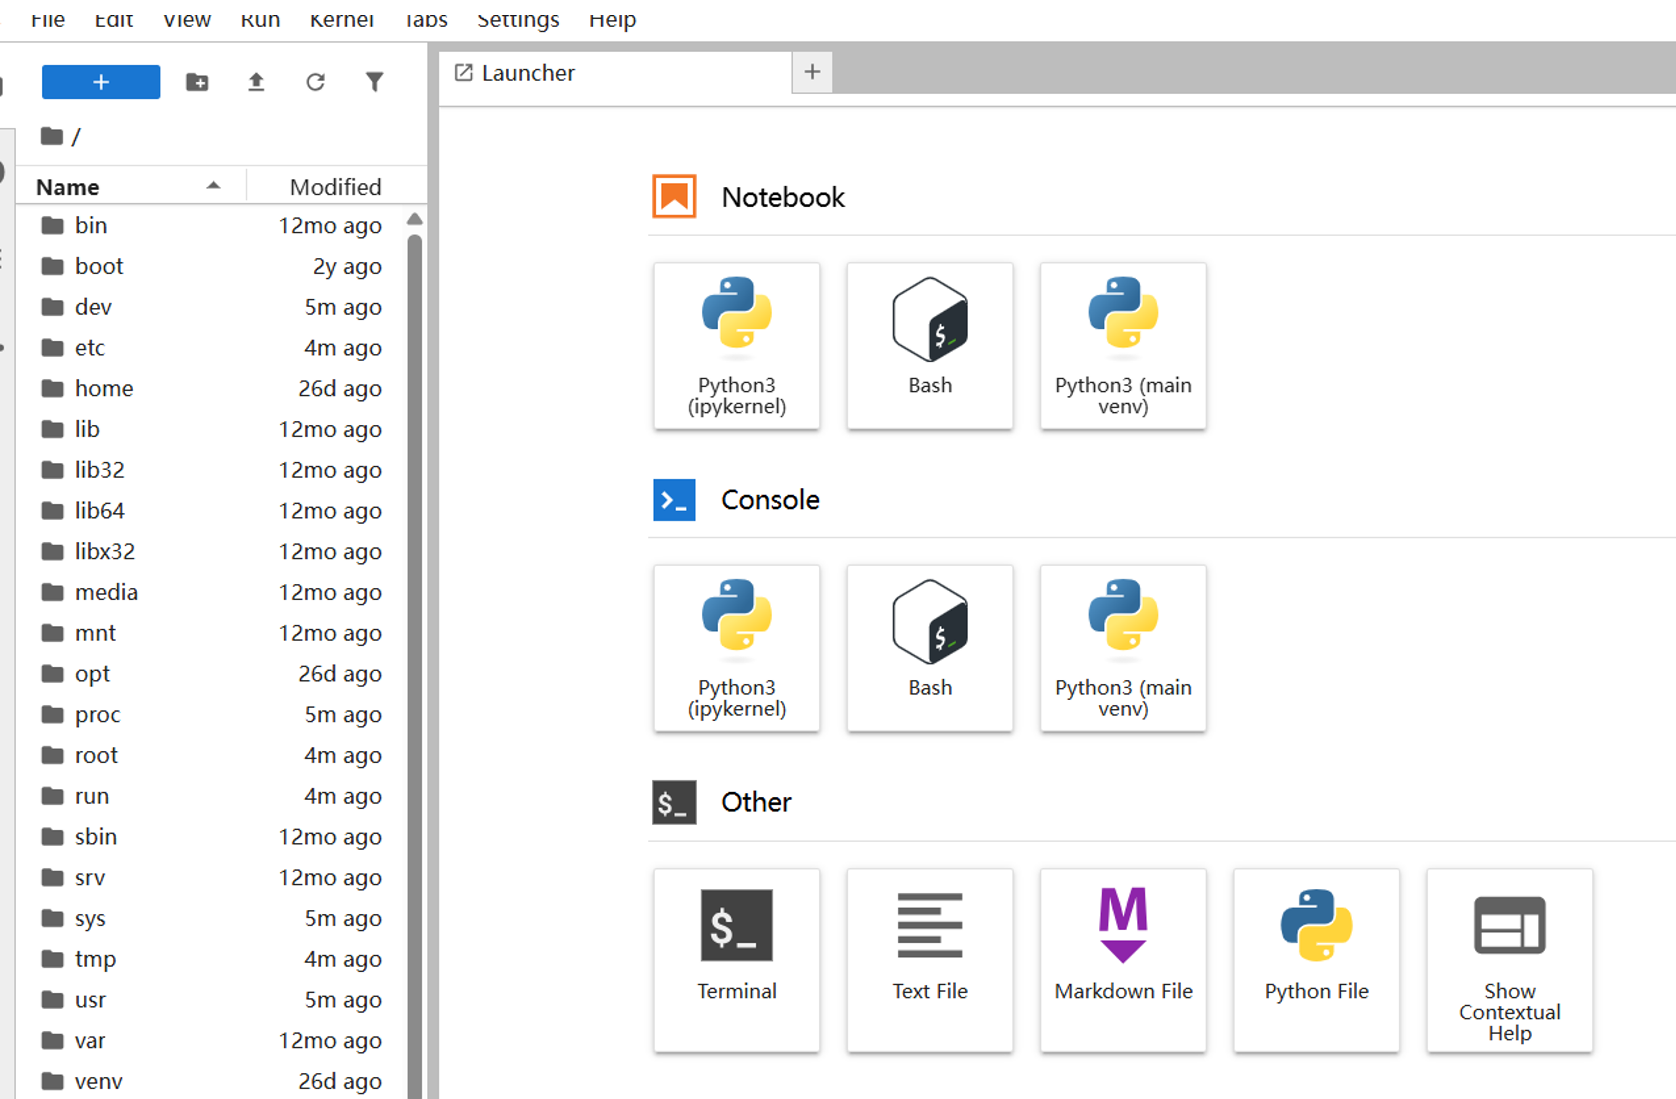 File Edit View Run Kernel Tabs Settings Help
+
Launcher
+
/
Name Modified
bin 12mo ago
boot 2y ago
dev 5m ago
etc 4m ago
home 26d ago
lib 12mo ago
lib32 12mo ago
lib64 12mo ago
libx32 12mo ago
media 12mo ago
mnt 12mo ago
opt 26d ago
proc 5m ago
root 4m ago
run 4m ago
sbin 12mo ago
srv 12mo ago
sys 5m ago
tmp 4m ago
usr 5m ago
var 12mo ago
venv 26d ago
Notebook
Python3
(ipykernel)
$_
Bash
Python3 (main
venv)
>_
Console
Python3
(ipykernel)
$_
Bash
Python3 (main
venv)
$_
Other
$_
Terminal
Text File
M
Markdown File
Python File
Show
Contextual
Help